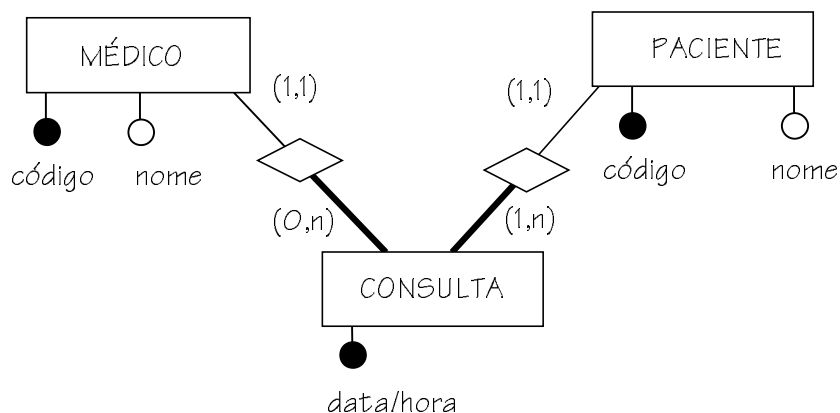 MÉDICO
PACIENTE
(1,1)
(1,1)
código
nome
código
nome
(0,n)
(1,n)
CONSULTA
data/hora